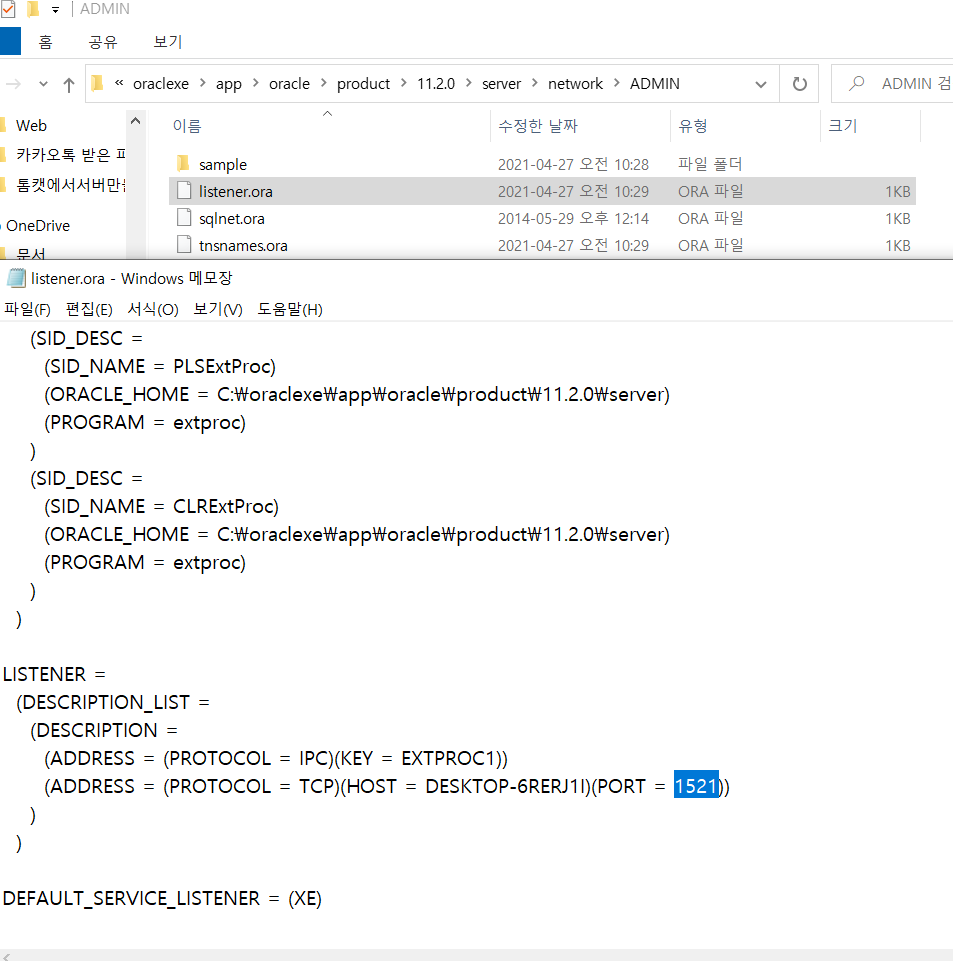 ADMIN
홈 공유 보기
« oraclexe > app > oracle > product > 11.2.0 > server > network > ADMIN ADMIN 검
이름 수정한 날짜 유형 크기
Web
카카오톡 받은 파
톰캣에서서버만들
OneDrive
문서
sample 2021-04-27 오전 10:28 파일 폴더
listener.ora 2021-04-27 오전 10:29 ORA 파일 1KB
sqlnet.ora 2014-05-29 오후 12:14 ORA 파일 1KB
tnsnames.ora 2021-04-27 오전 10:29 ORA 파일 1KB
listener.ora - Windows 메모장
파일(F) 편집(E) 서식(O) 보기(V) 도움말(H)
(SID_DESC =
(SID_NAME = PLSExtProc)
(ORACLE_HOME = C:₩oraclexe₩app₩oracle₩product₩11.2.0₩server)
(PROGRAM = extproc)
)
(SID_DESC =
(SID_NAME = CLRExtProc)
(ORACLE_HOME = C:₩oraclexe₩app₩oracle₩product₩11.2.0₩server)
(PROGRAM = extproc)
)
)
LISTENER =
(DESCRIPTION_LIST =
(DESCRIPTION =
(ADDRESS = (PROTOCOL = IPC)(KEY = EXTPROC1))
(ADDRESS = (PROTOCOL = TCP)(HOST = DESKTOP-6RERJ1I)(PORT = 1521))
)
)
DEFAULT_SERVICE_LISTENER = (XE)